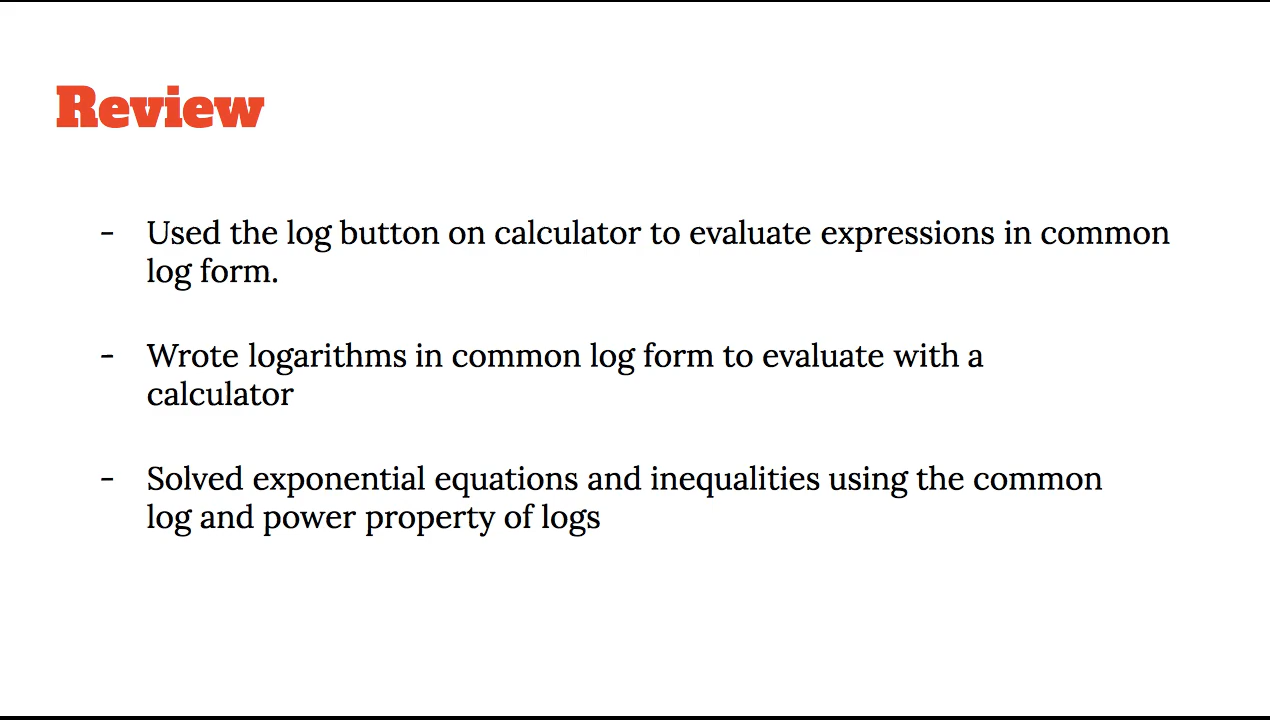 Review
- Used the log button on calculator to evaluate expressions in common
log form.
- Wrote logarithms in common log form to evaluate with a
calculator
- Solved exponential equations and inequalities using the common
log and power property of logs